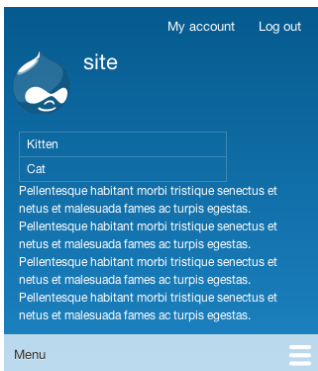 My account Log out
site
Kitten
Cat
Pellentesque habitant morbi tristique senectus et
netus et malesuada fames ac turpis egestas.
Pellentesque habitant morbi tristique senectus et
netus et malesuada fames ac turpis egestas.
Pellentesque habitant morbi tristique senectus et
netus et malesuada fames ac turpis egestas.
Pellentesque habitant morbi tristique senectus et
netus et malesuada fames ac turpis egestas.
Menu